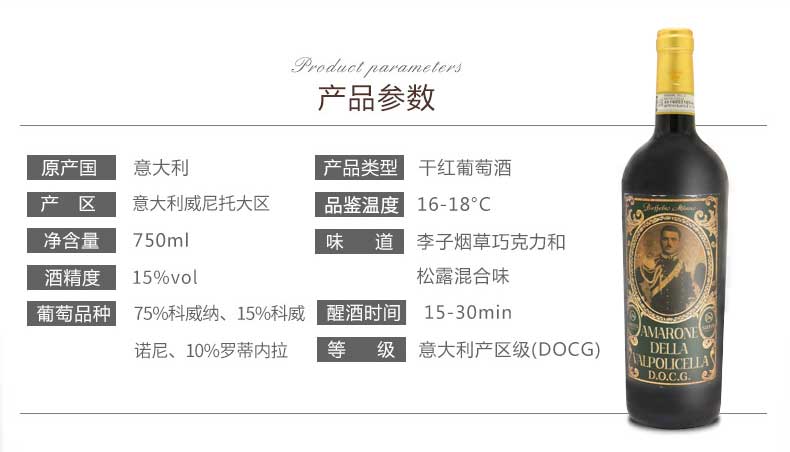 Product parameters
产品参数
原产国 意大利
产 区 意大利威尼托大区
净含量 750ml
酒精度 15%vol
葡萄品种 75%科威纳、15%科威
诺尼、10%罗蒂内拉
产品类型 干红葡萄酒
品鉴温度 16-18°C
味 道 李子烟草巧克力和
松露混合味
醒酒时间 15-30min
等 级 意大利产区级(DOCG)
AMARONE
DELLA
VALPOLICELLA
D.O.C.G.